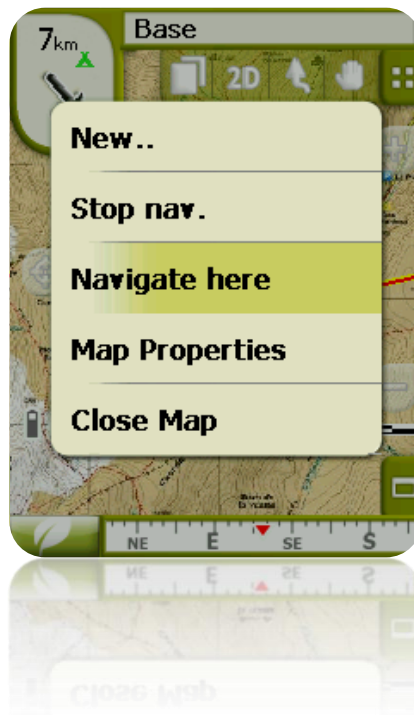 Base
7km
2D
New..
Stop nav.
Navigate here
Map Properties
Close Map
NE E SE S